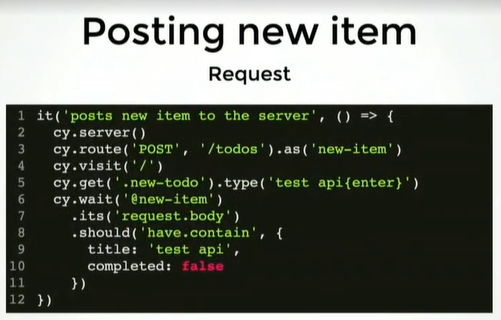 Posting new item
Request
1 it('posts new item to the server', () => {
2   cy.server()
3   cy.route('POST', '/todos').as('new-item')
4   cy.visit('/')
5   cy.get('.new-todo').type('test api{enter}')
6   cy.wait('@new-item')
7     .its('request.body')
8     .should('have.contain', {
9       title: 'test api',
10       completed: false
11     })
12 })